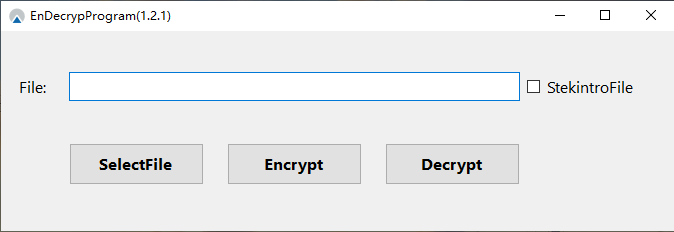 EnDecrypProgram(1.2.1)
File:
StekintroFile
SelectFile Encrypt Decrypt